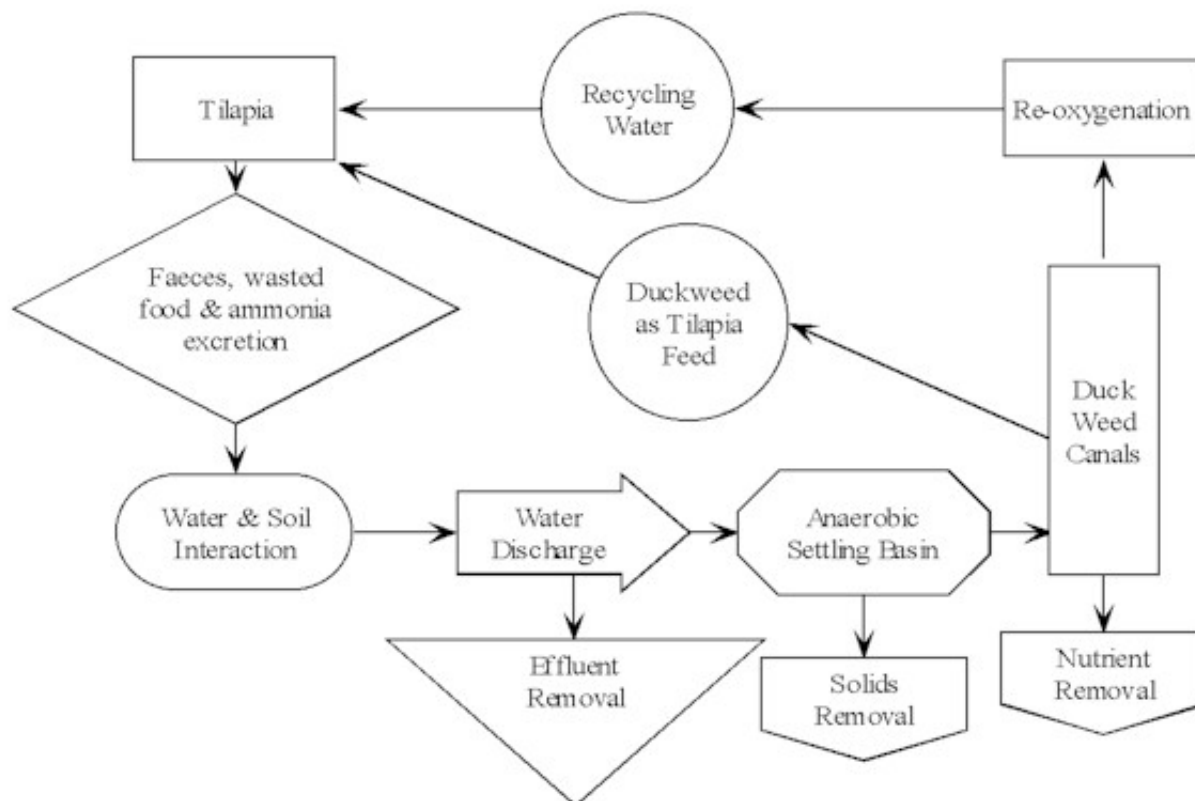 Tilapia
Recycling
Water
Re-oxygenation
Faeces, wasted
food & ammonia
excretion
Duckweed
as Tilapia
Feed
Duck
Weed
Canals
Water & Soil
Interaction
Water
Discharge
Anaerobic
Settling Basin
Effluent
Removal
Solids
Removal
Nutrient
Removal